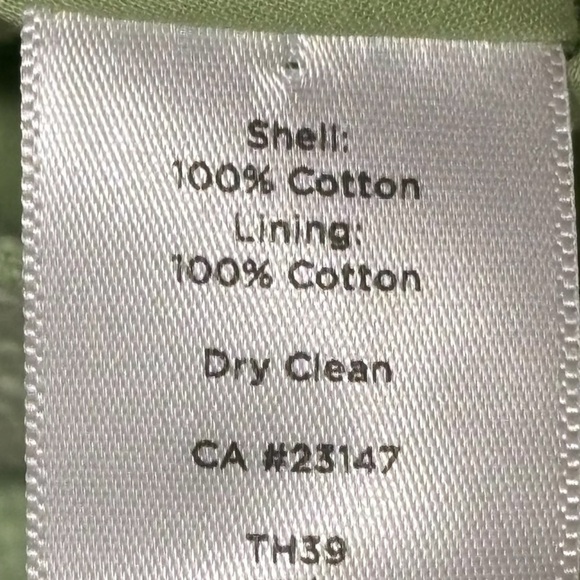 Shell:
100% Cotton
Lining:
100% Cotton
Dry Clean
CA #23147
TH39